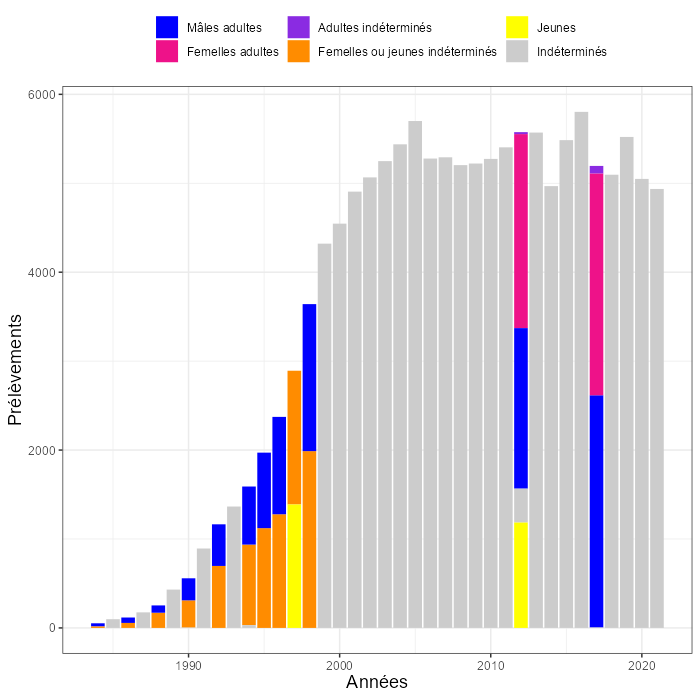 Mâles adultes
Adultes indéterminés
Jeunes
Femelles adultes
Femelles ou jeunes indéterminés
Indéterminés
6000
4000
2000
0
Prélèvements
1990
2000
2010
2020
Années